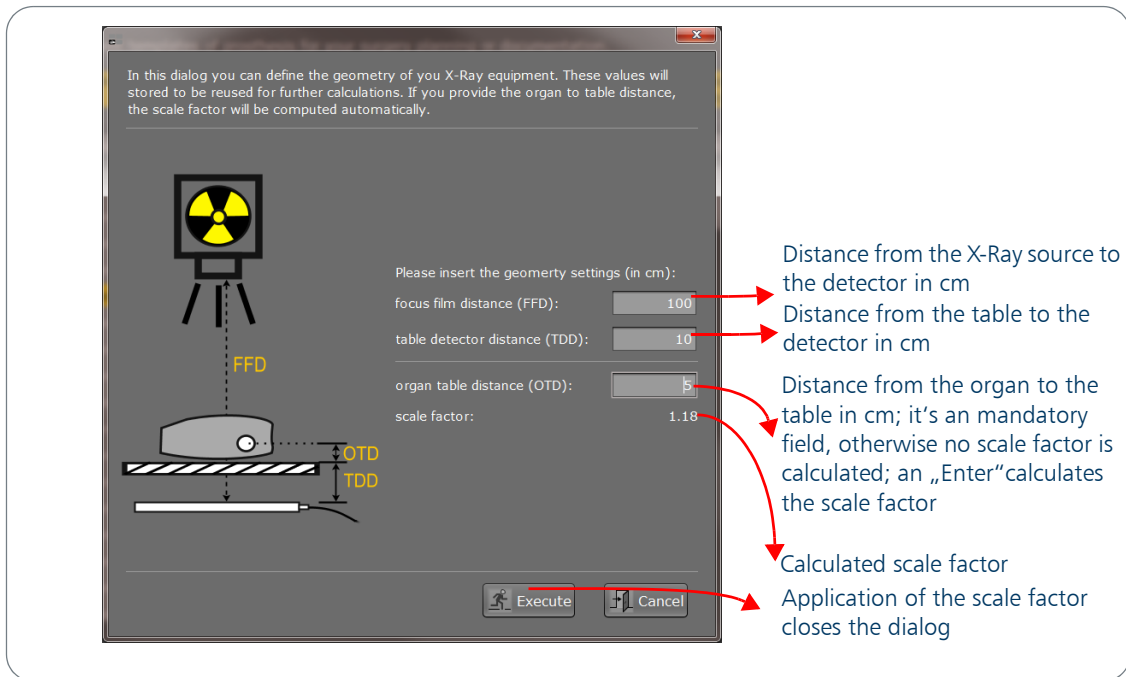 In this dialog you can define the geometry of you X-Ray equipment. These values will
stored to be reused for further calculations. If you provide the organ to table distance,
the scale factor will be computed automatically.
Please insert the geomerty settings (in cm):
focus film distance (FFD): 100
table detector distance (TDD): 10
organ table distance (OTD): 5
scale factor: 1.18
FFD
OTD
TDD
Execute
Cancel
Distance from the X-Ray source to
the detector in cm
Distance from the table to the
detector in cm
Distance from the organ to the
table in cm; it’s an mandatory
field, otherwise no scale factor is
calculated; an „Enter“calculates
the scale factor
Calculated scale factor
Application of the scale factor
closes the dialog